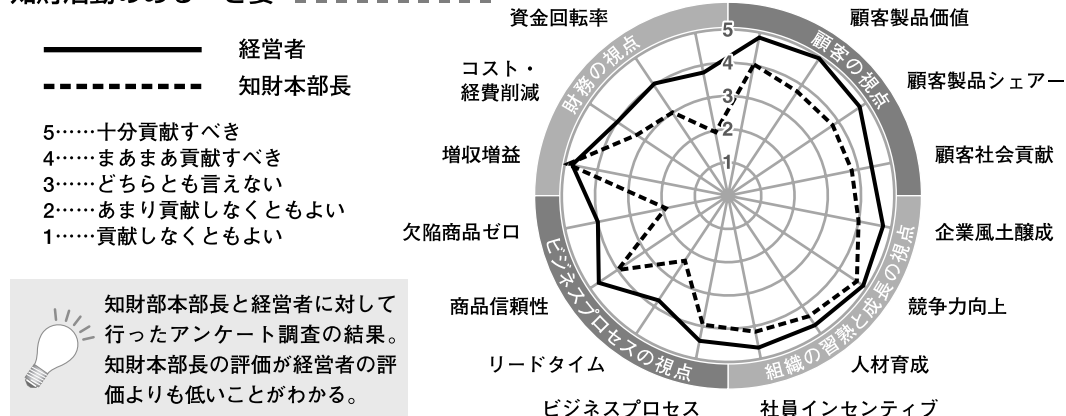 経営者
知財本部長
5……十分貢献すべき
4……まあまあ貢献すべき
3……どちらとも言えない
2……あまり貢献しなくともよい
1……貢献しなくともよい
知財部本部長と経営者に対して
行ったアンケート調査の結果。
知財本部長の評価が経営者の評
価よりも低いことがわかる。
資金回転率
コスト・
経費削減
増収増益
欠陥商品ゼロ
商品信頼性
リードタイム
ビジネスプロセス
社員インセンティブ
人材育成
競争力向上
企業風土醸成
顧客社会貢献
顧客製品シェアー
顧客製品価値
財務の視点
顧客の視点
組織の習熟と成長の視点
ビジネスプロセスの視点
5
4
3
2
1